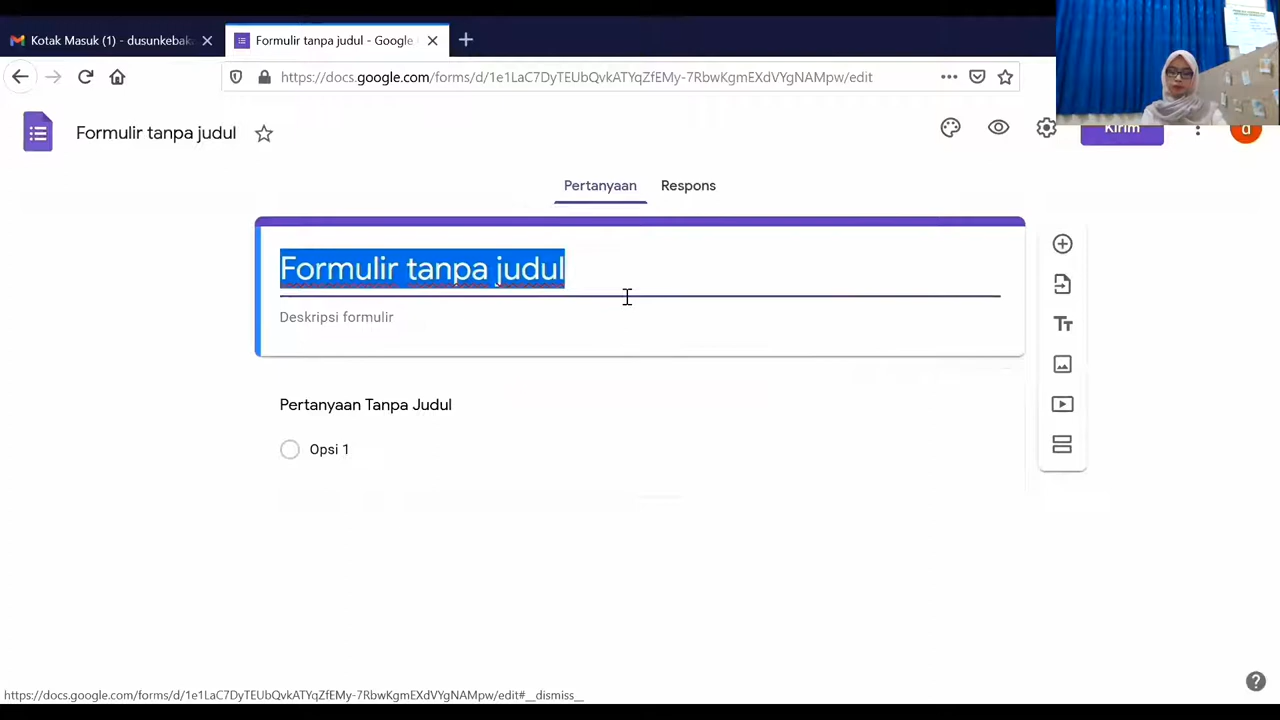 Kotak Masuk (1) - dusunkebaka
Formulir tanpa judul - Google
https://docs.google.com/forms/d/1e1LaC7DyTEUbQvkATYqZfEMy-7RbwKgmEXdVYgNAMpw/edit
Formulir tanpa judul
Kirim
d
Pertanyaan Respons
Formulir tanpa judul
Deskripsi formulir
Pertanyaan Tanpa Judul
Opsi 1
https://docs.google.com/forms/d/1e1LaC7DyTEUbQvkATYqZfEMy-7RbwKgmEXdVYgNAMpw/edit#__dismiss__